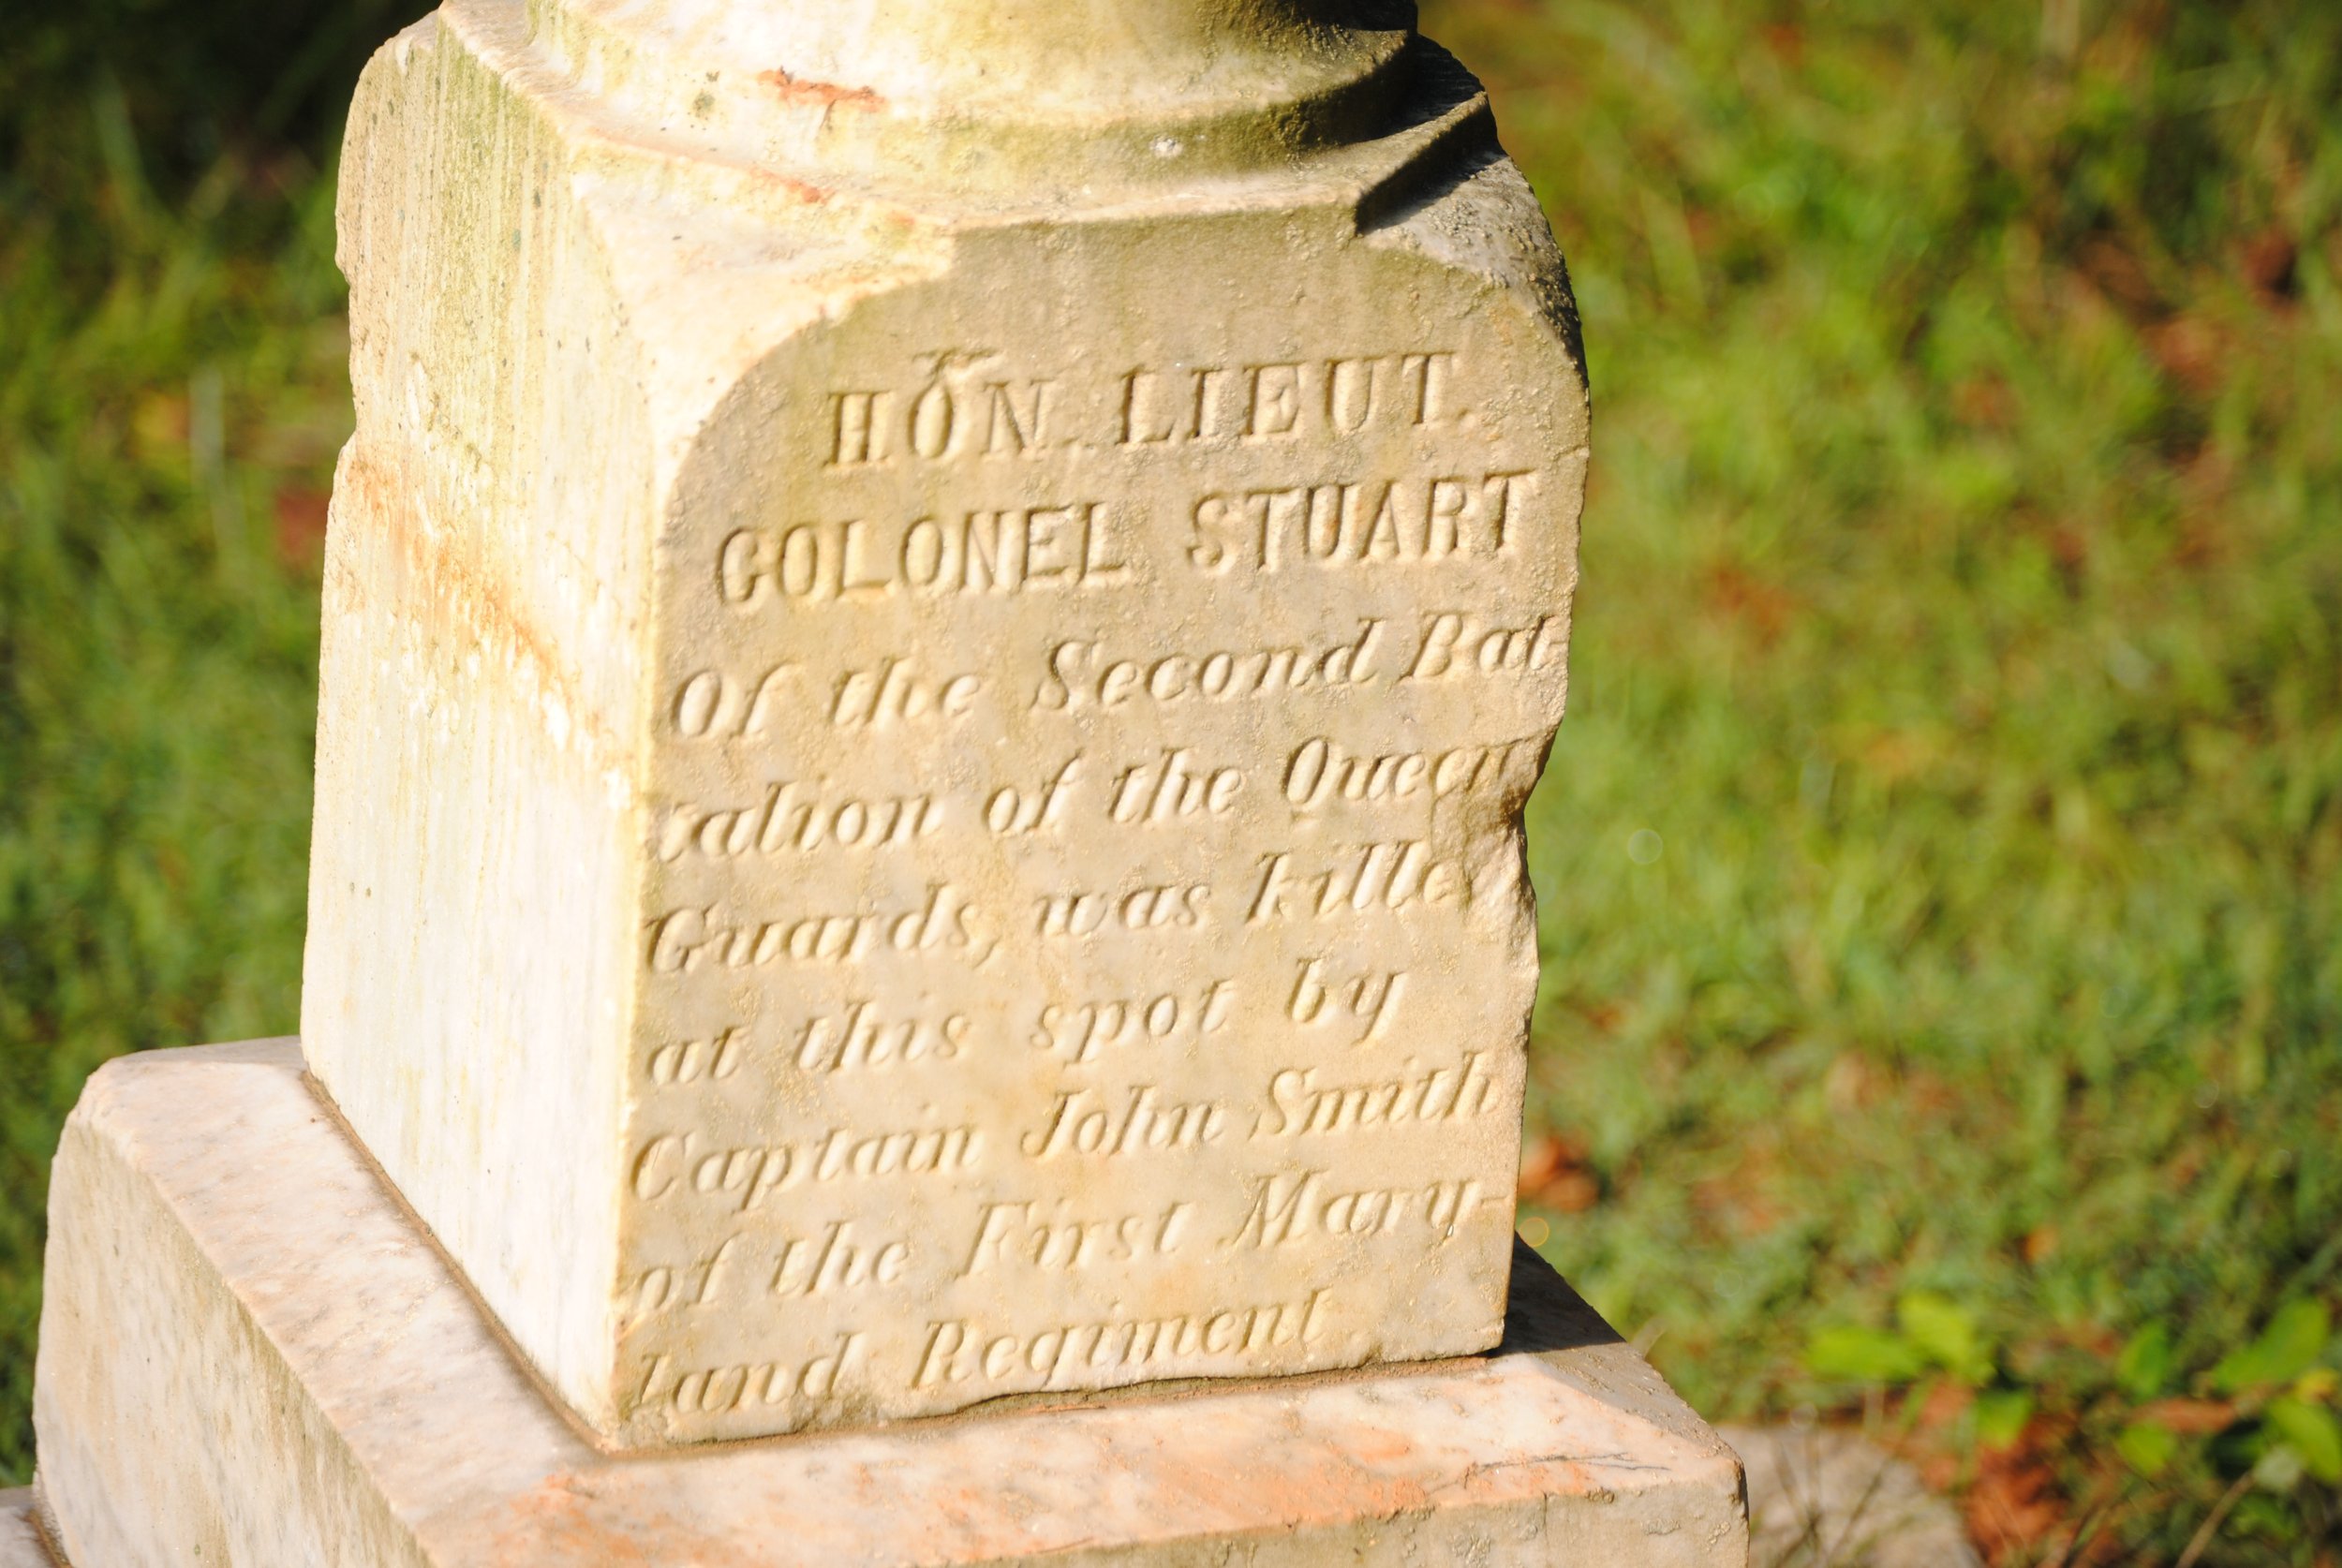 HON. LIEUT.
COLONEL STUART
Of the Second Bat
talion of the Queen
Guards, was killed
at this spot by
Captain John Smith
of the First Mary-
land Regiment.